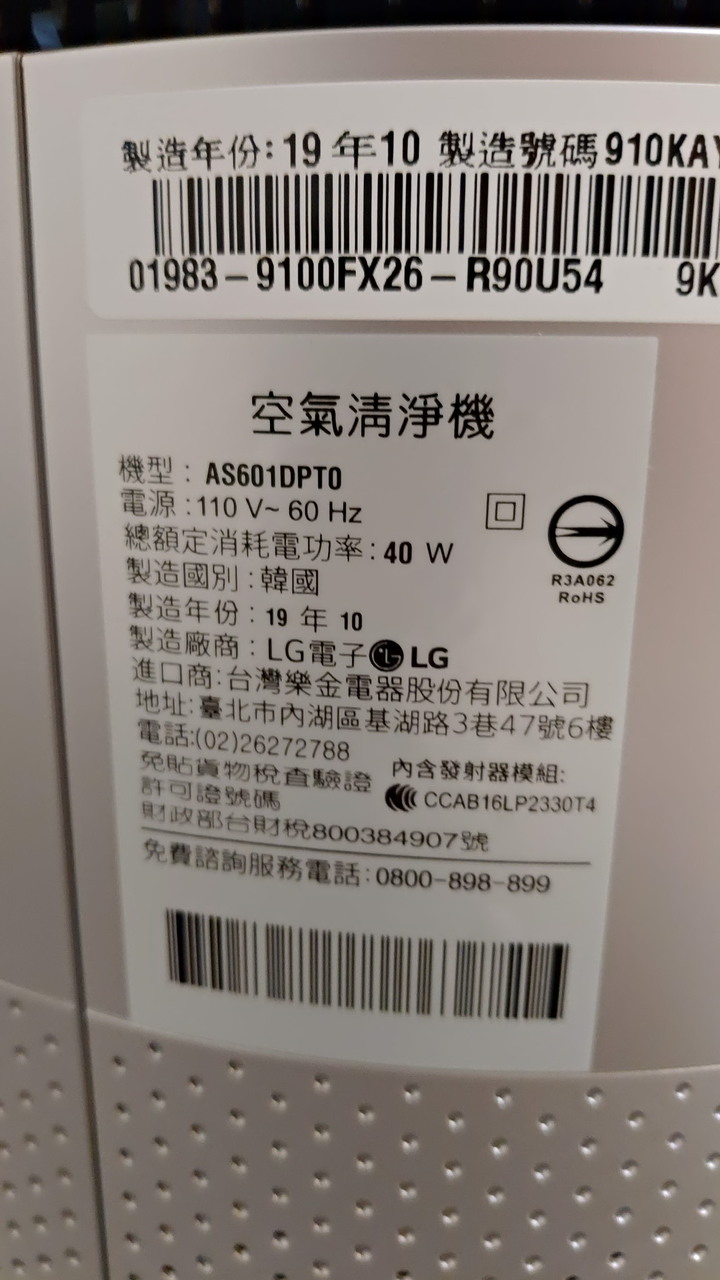 製造年份: 19 年10 製造號碼 910KAY
01983-9100FX26-R90U54 9K
空氣清淨機
機型: AS601DPT0
電源:110 V~ 60 Hz
總額定消耗電功率: 40 W
R3A062
RoHS
製造國別:韓國
製造年份: 19 年 10
製造廠商: LG電子 LG
進口商:台灣樂金電器股份有限公司
地址:臺北市內湖區基湖路3巷47號6樓
電話:(02)26272788
免貼貨物稅查驗證
許可證號碼
財政部台財稅800384907號
內含發射器模組:
CCAB16LP2330T4
免費諮詢服務電話:0800-898-899